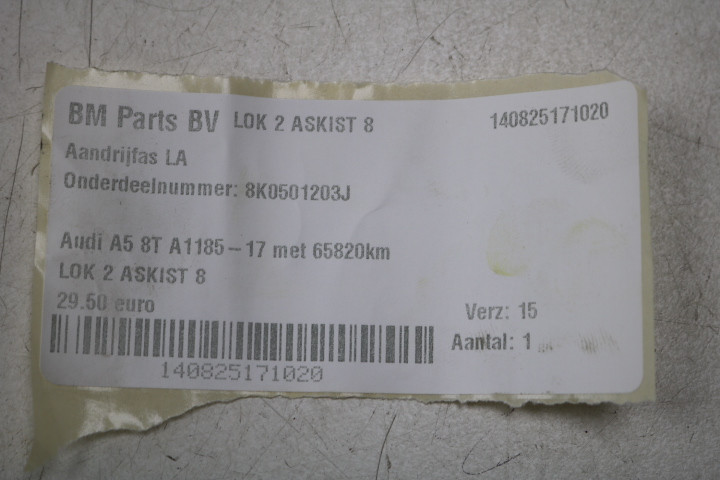 BM Parts BV LOK 2 ASKIST 8 140825171020
Aandrijfas LA
Onderdeelnummer: 8K0501203J
Audi A5 8T A1185-17 met 65820km
LOK 2 ASKIST 8
29.50 euro
Verz: 15
Aantal: 1
140825171020